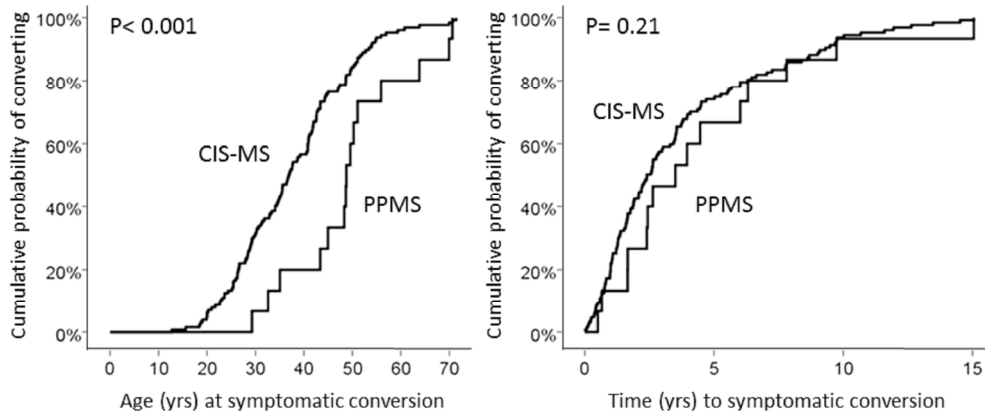 Cumulative probability of converting
100%
80%
60%
40%
20%
0%
P< 0.001
CIS-MS
PPMS
0 10 20 30 40 50 60 70
Age (yrs) at symptomatic conversion
Cumulative probability of converting
100%
80%
60%
40%
20%
0%
P= 0.21
CIS-MS
PPMS
0 5 10 15
Time (yrs) to symptomatic conversion